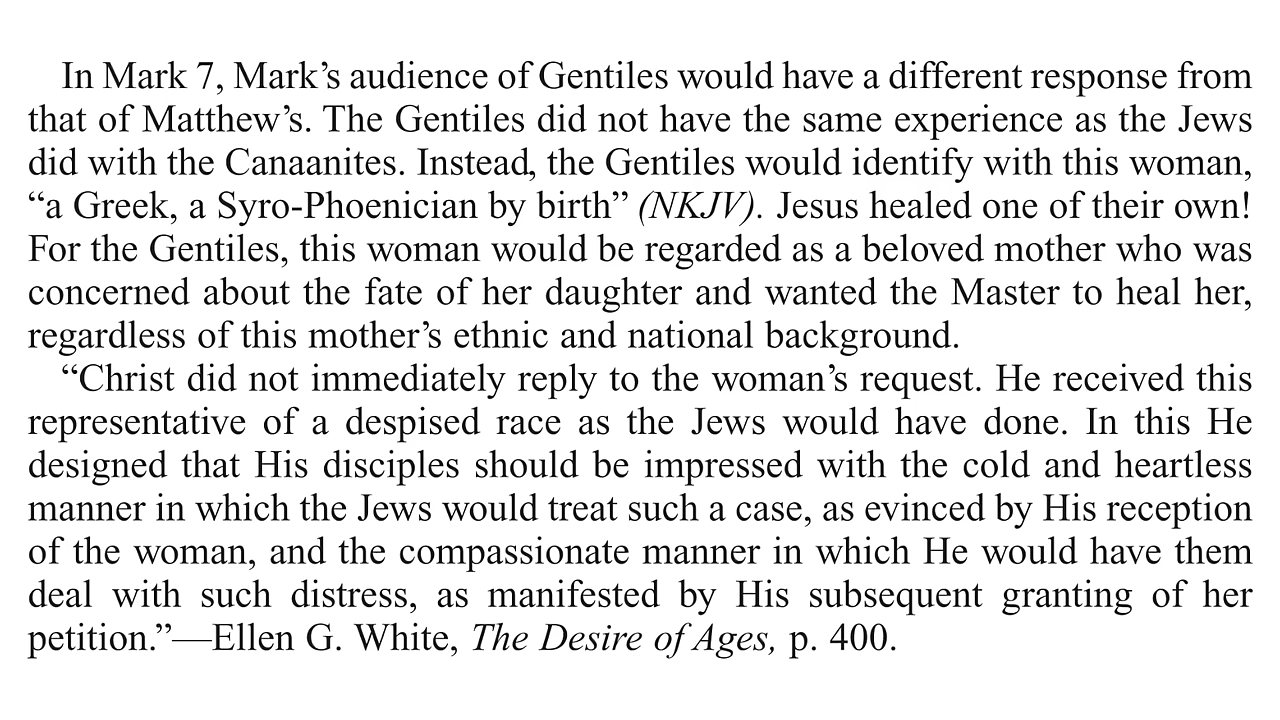 In Mark 7, Mark’s audience of Gentiles would have a different response from
that of Matthew’s. The Gentiles did not have the same experience as the Jews
did with the Canaanites. Instead, the Gentiles would identify with this woman,
“a Greek, a Syro-Phoenician by birth” (NKJV). Jesus healed one of their own!
For the Gentiles, this woman would be regarded as a beloved mother who was
concerned about the fate of her daughter and wanted the Master to heal her,
regardless of this mother’s ethnic and national background.
“Christ did not immediately reply to the woman’s request. He received this
representative of a despised race as the Jews would have done. In this He
designed that His disciples should be impressed with the cold and heartless
manner in which the Jews would treat such a case, as evinced by His reception
of the woman, and the compassionate manner in which He would have them
deal with such distress, as manifested by His subsequent granting of her
petition.”—Ellen G. White, The Desire of Ages, p. 400.